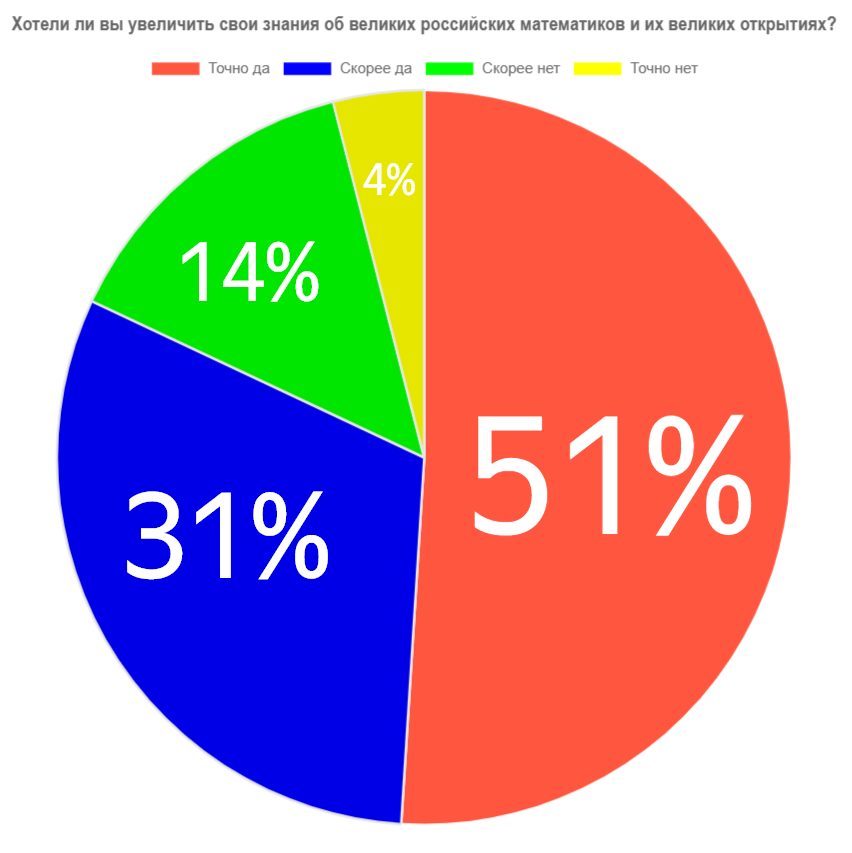 Хотели ли вы увеличить свои знания об великих российских математиков и их великих открытиях?
Точно да Скорее да Скорее нет Точно нет
4%
14%
51%
31%